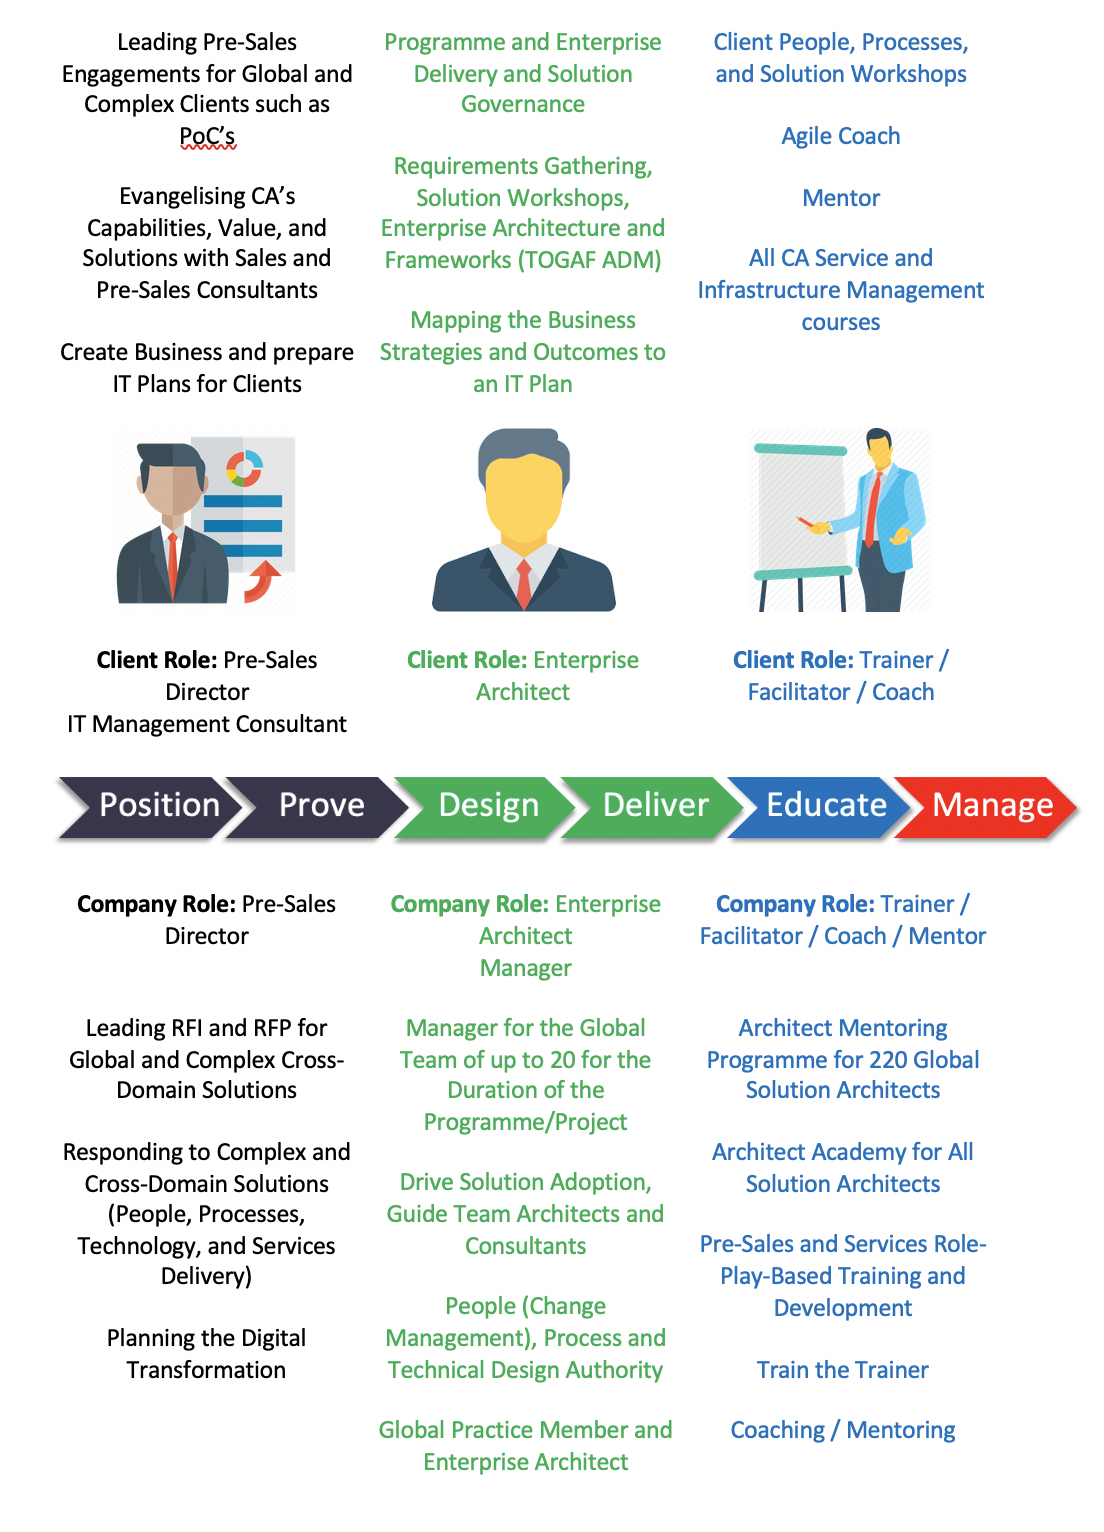 Leading Pre-Sales
Engagements for Global and
Complex Clients such as
PoC’s
Evangelising CA’s
Capabilities, Value, and
Solutions with Sales and
Pre-Sales Consultants
Create Business and prepare
IT Plans for Clients
Programme and Enterprise
Delivery and Solution
Governance
Requirements Gathering,
Solution Workshops,
Enterprise Architecture and
Frameworks (TOGAF ADM)
Mapping the Business
Strategies and Outcomes to
an IT Plan
Client People, Processes,
and Solution Workshops
Agile Coach
Mentor
All CA Service and
Infrastructure Management
courses
Client Role: Pre-Sales
Director
IT Management Consultant
Client Role: Enterprise
Architect
Client Role: Trainer /
Facilitator / Coach
Position
Prove
Design
Deliver
Educate
Manage
Company Role: Pre-Sales
Director
Leading RFI and RFP for
Global and Complex Cross-
Domain Solutions
Responding to Complex and
Cross-Domain Solutions
(People, Processes,
Technology, and Services
Delivery)
Planning the Digital
Transformation
Company Role: Enterprise
Architect
Manager
Manager for the Global
Team of up to 20 for the
Duration of the
Programme/Project
Drive Solution Adoption,
Guide Team Architects and
Consultants
People (Change
Management), Process and
Technical Design Authority
Global Practice Member and
Enterprise Architect
Company Role: Trainer /
Facilitator / Coach / Mentor
Architect Mentoring
Programme for 220 Global
Solution Architects
Architect Academy for All
Solution Architects
Pre-Sales and Services Role-
Play-Based Training and
Development
Train the Trainer
Coaching / Mentoring